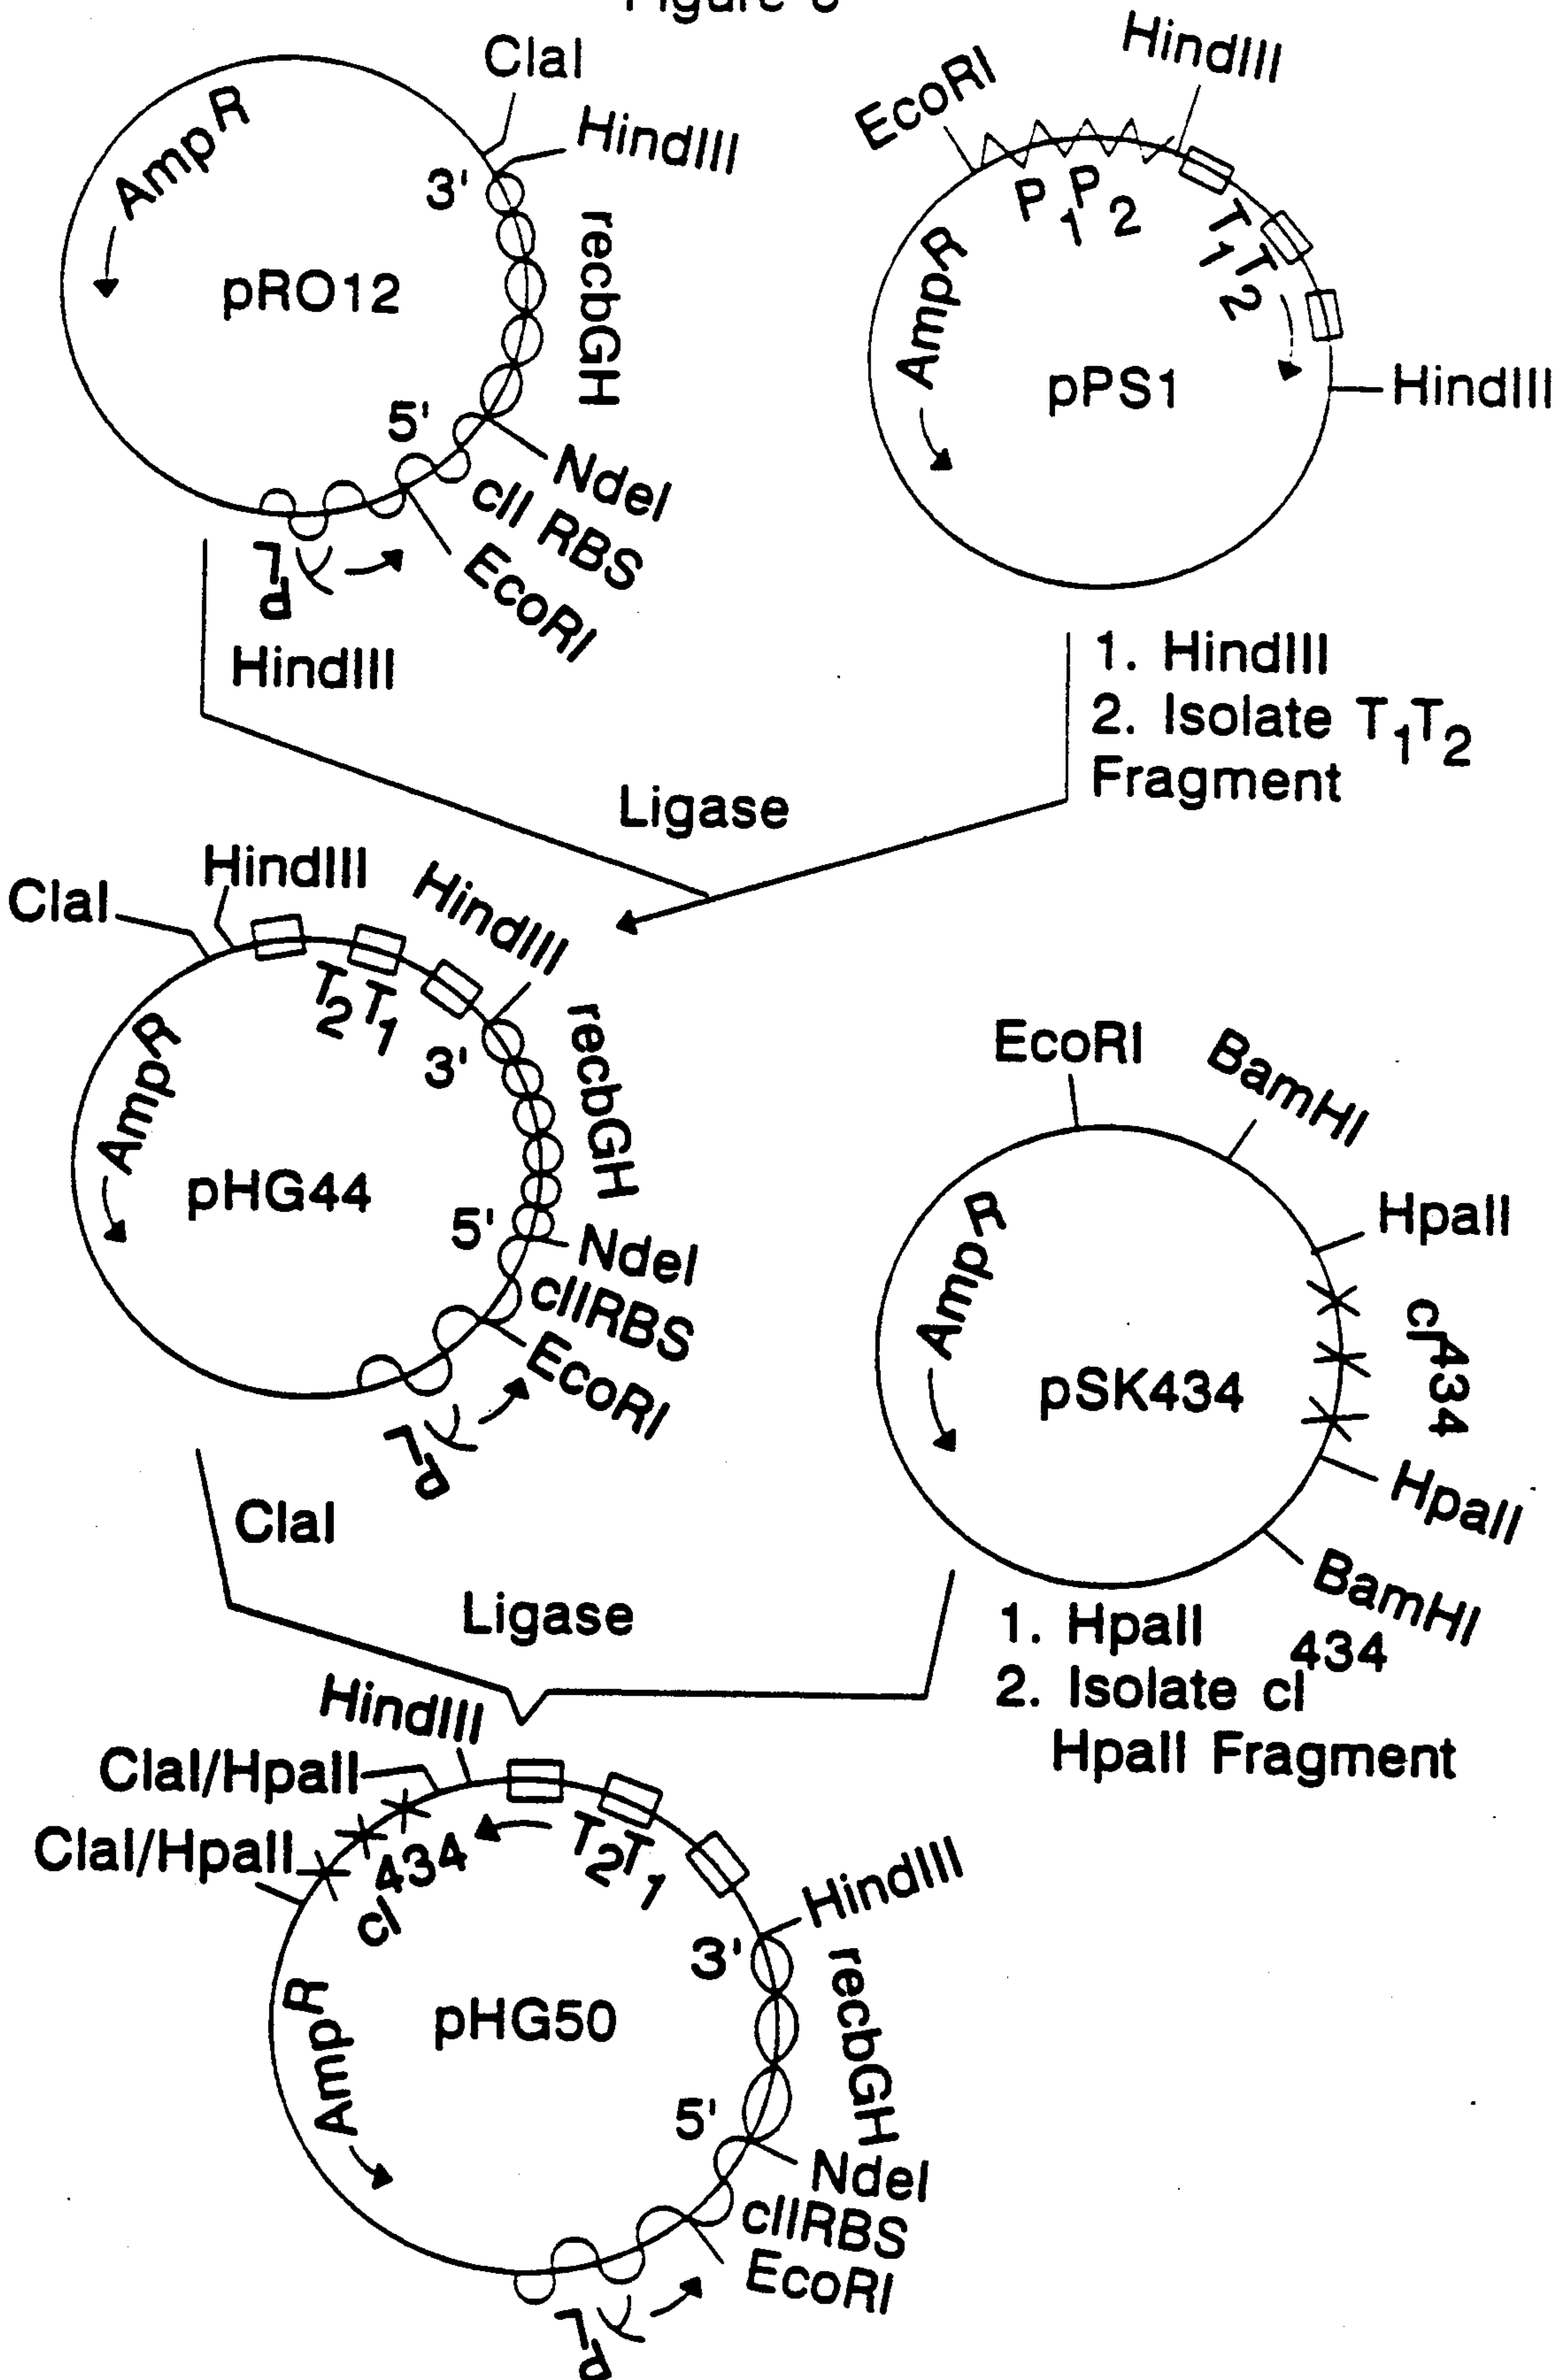 ClaI
HindIII
AmpR
3'
recbGH
pRO12
5'
NdeI
cII RBS
EcoRI
PL
HindIII
EcoRI
HindIII
P1P2
T1T2
AmpR
pPS1
HindIII
1. HindIII
2. Isolate T1T2
Fragment
Ligase
ClaI
HindIII
HindIII
T2T1
3'
recbGH
AmpR
pHG44
5'
NdeI
cIIRBS
EcoRI
PL
ClaI
EcoRI
BamHI
HpaII
AmpR
cI434
pSK434
HpaII
BamHI
1. HpaII
2. Isolate cI434
HpaII Fragment
Ligase
HindIII
ClaI/HpaII
ClaI/HpaII
cI434
T2T1
HindIII
3'
recbGH
AmpR
pHG50
5'
NdeI
cIIRBS
EcoRI
PL